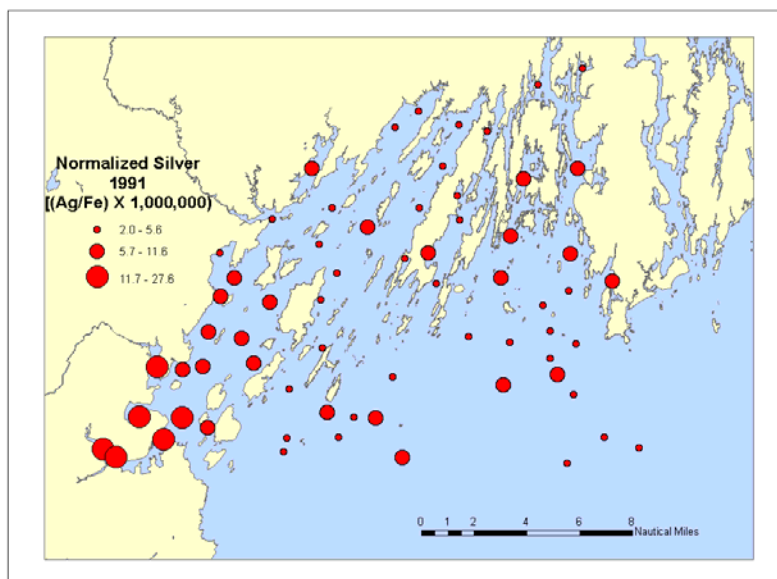 Normalized Silver
1991
[(Ag/Fe) X 1,000,000)
2.0 - 5.6
5.7 - 11.6
11.7 - 27.6
0 1 2 4 6 8
Nautical Miles